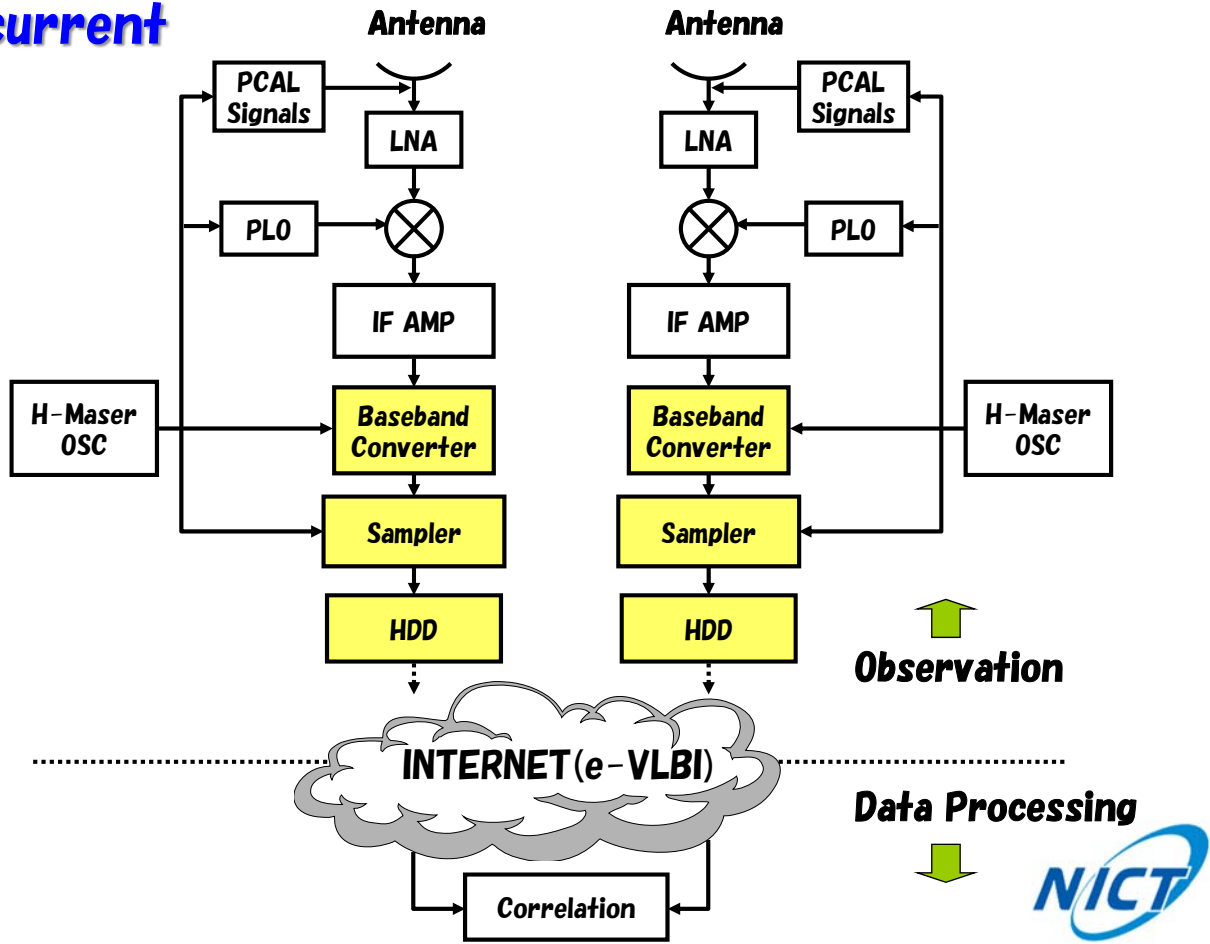 current
Antenna
Antenna
PCAL
Signals
PCAL
Signals
LNA
LNA
PLO
PLO
IF AMP
IF AMP
H-Maser
OSC
Baseband
Converter
Baseband
Converter
H-Maser
OSC
Sampler
Sampler
HDD
HDD
Observation
INTERNET(e-VLBI)
Data Processing
Correlation
NICT